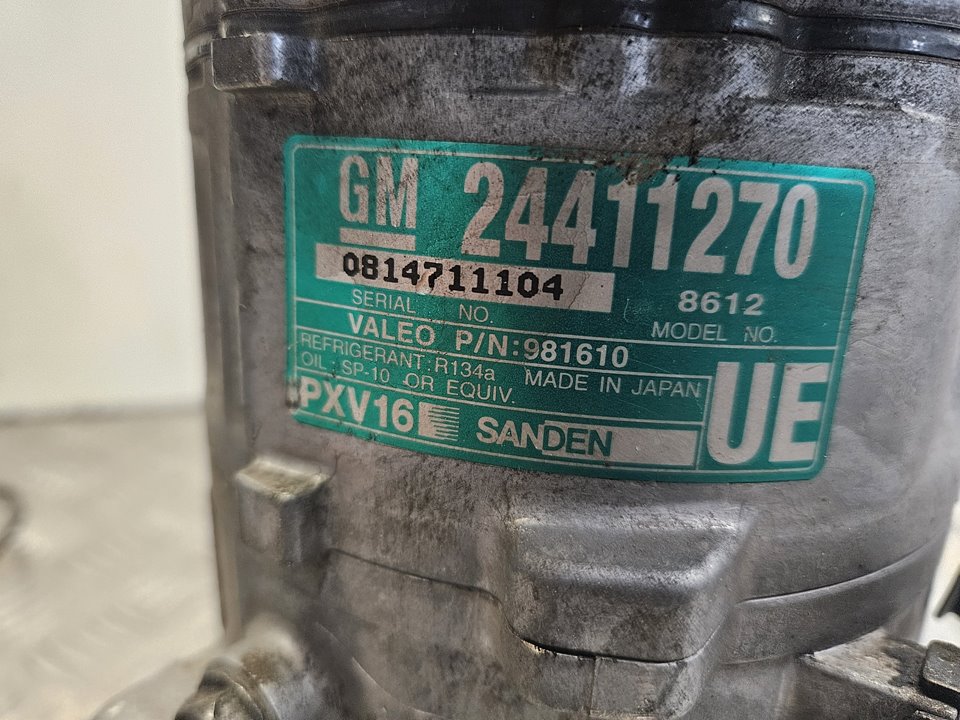 GM 24411270
0814711104
SERIAL NO.
8612
MODEL NO.
VALEO P/N:981610
REFRIGERANT:R134a MADE IN JAPAN
OIL: SP-10 OR EQUIV.
PXV16 SANDEN
UE